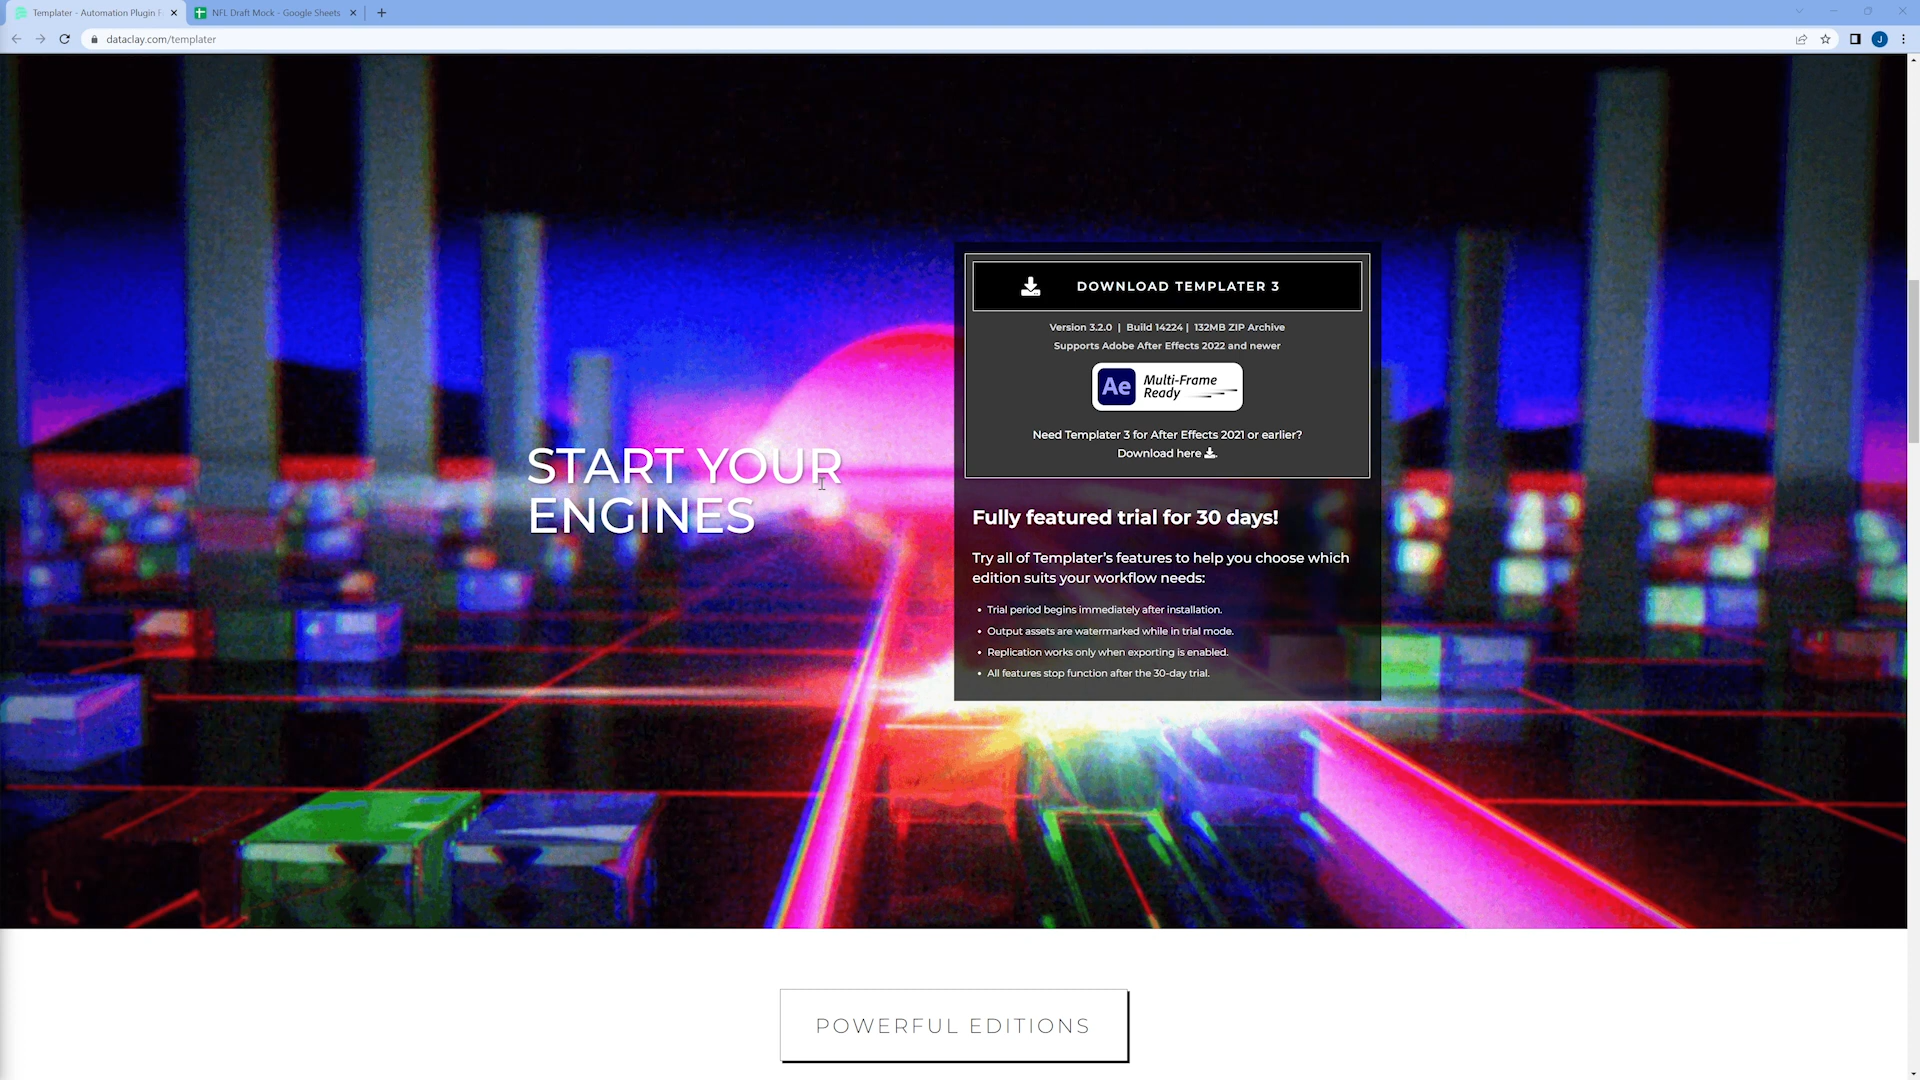 Templater - Automation Plugin F
NFL Draft Mock - Google Sheets
dataclay.com/templater
J
DOWNLOAD TEMPLATER 3
Version 3.2.0 | Build 14224 | 132MB ZIP Archive
Supports Adobe After Effects 2022 and newer
Ae
Multi-Frame
Ready
Need Templater 3 for After Effects 2021 or earlier?
Download here
START YOUR
ENGINES
Fully featured trial for 30 days!
Try all of Templater's features to help you choose which
edition suits your workflow needs:
• Trial period begins immediately after installation.
• Output assets are watermarked while in trial mode.
• Replication works only when exporting is enabled.
• All features stop function after the 30-day trial.
POWERFUL EDITIONS